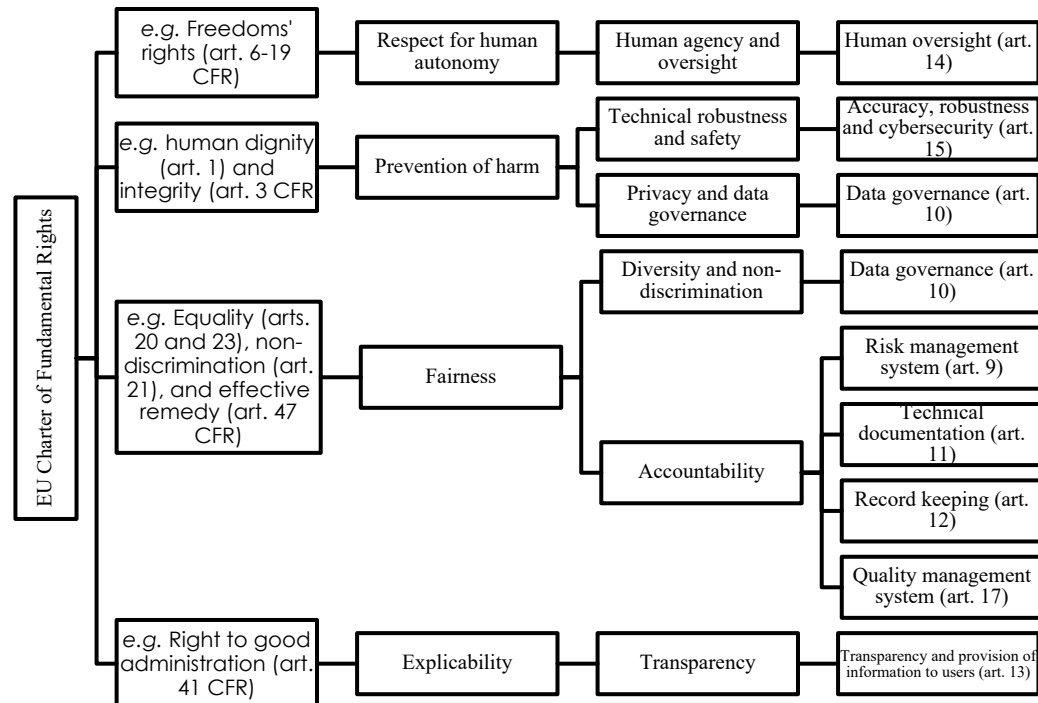 EU Charter of Fundamental Rights
e.g. Freedoms'
rights (art. 6-19
CFR)
Respect for human
autonomy
Human agency and
oversight
Human oversight (art.
14)
e.g. human dignity
(art. 1) and
integrity (art. 3 CFR
Prevention of harm
Technical robustness
and safety
Accuracy, robustness
and cybersecurity (art.
15)
Privacy and data
governance
Data governance (art.
10)
e.g. Equality (arts.
20 and 23), non-
discrimination (art.
21), and effective
remedy (art. 47
CFR)
Fairness
Diversity and non-
discrimination
Data governance (art.
10)
Accountability
Risk management
system (art. 9)
Technical
documentation (art.
11)
Record keeping (art.
12)
Quality management
system (art. 17)
e.g. Right to good
administration (art.
41 CFR)
Explicability
Transparency
Transparency and provision of
information to users (art. 13)